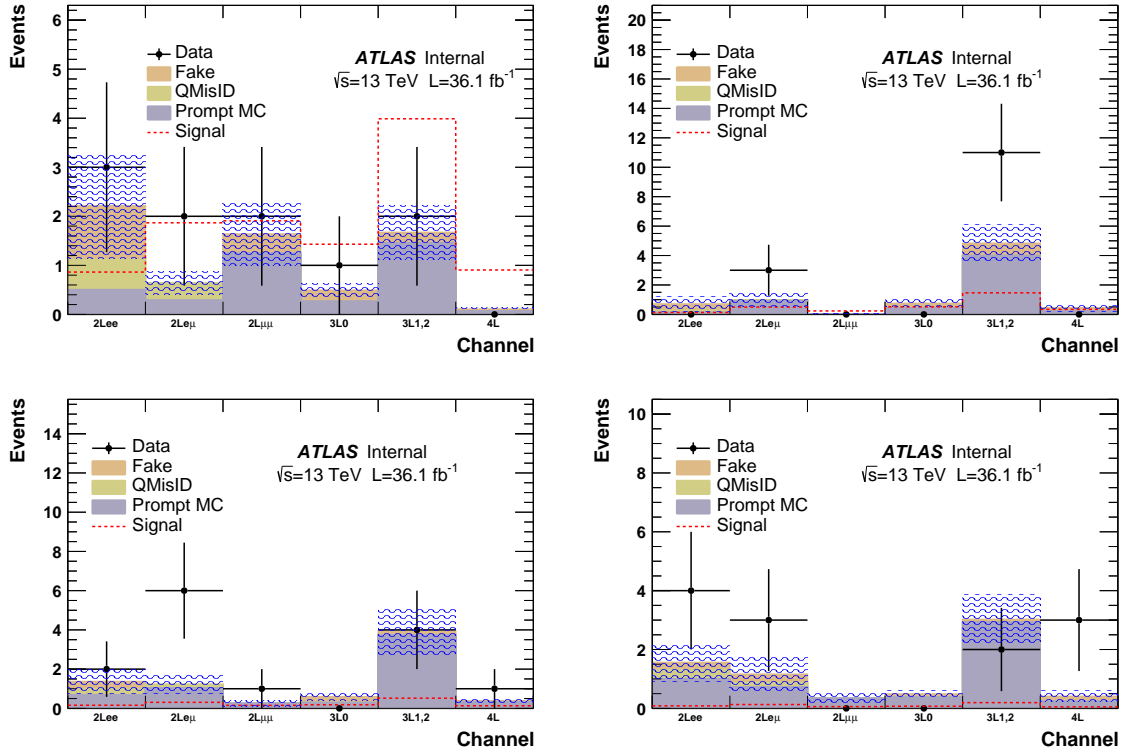 Events
6
5
4
3
2
1
0
Data
Fake
QMisID
Prompt MC
Signal
ATLAS Internal
√s=13 TeV L=36.1 fb-1
2Lee 2Leμ 2Lμμ 3L0 3L1,2 4L
Channel
Events
20
18
16
14
12
10
8
6
4
2
0
Data
Fake
QMisID
Prompt MC
Signal
ATLAS Internal
√s=13 TeV L=36.1 fb-1
2Lee 2Leμ 2Lμμ 3L0 3L1,2 4L
Channel
Events
14
12
10
8
6
4
2
0
Data
Fake
QMisID
Prompt MC
Signal
ATLAS Internal
√s=13 TeV L=36.1 fb-1
2Lee 2Leμ 2Lμμ 3L0 3L1,2 4L
Channel
Events
10
8
6
4
2
0
Data
Fake
QMisID
Prompt MC
Signal
ATLAS Internal
√s=13 TeV L=36.1 fb-1
2Lee 2Leμ 2Lμμ 3L0 3L1,2 4L
Channel